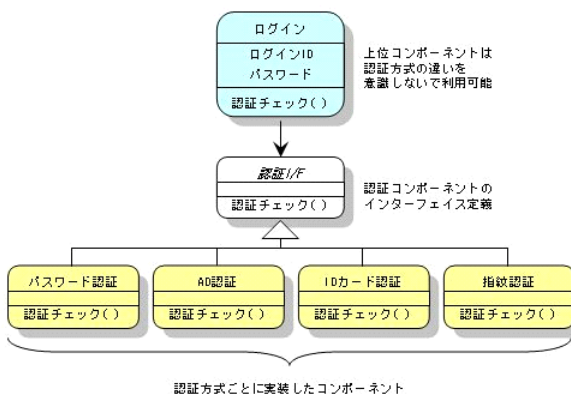 ログイン
ログインID
パスワード
認証チェック()
上位コンポーネントは
認証方式の違いを
意識しないで利用可能
認証I/F
認証チェック()
認証コンポーネントの
インターフェイス定義
パスワード認証
認証チェック()
AD認証
認証チェック()
IDカード認証
認証チェック()
指紋認証
認証チェック()
認証方式ごとに実装したコンポーネント